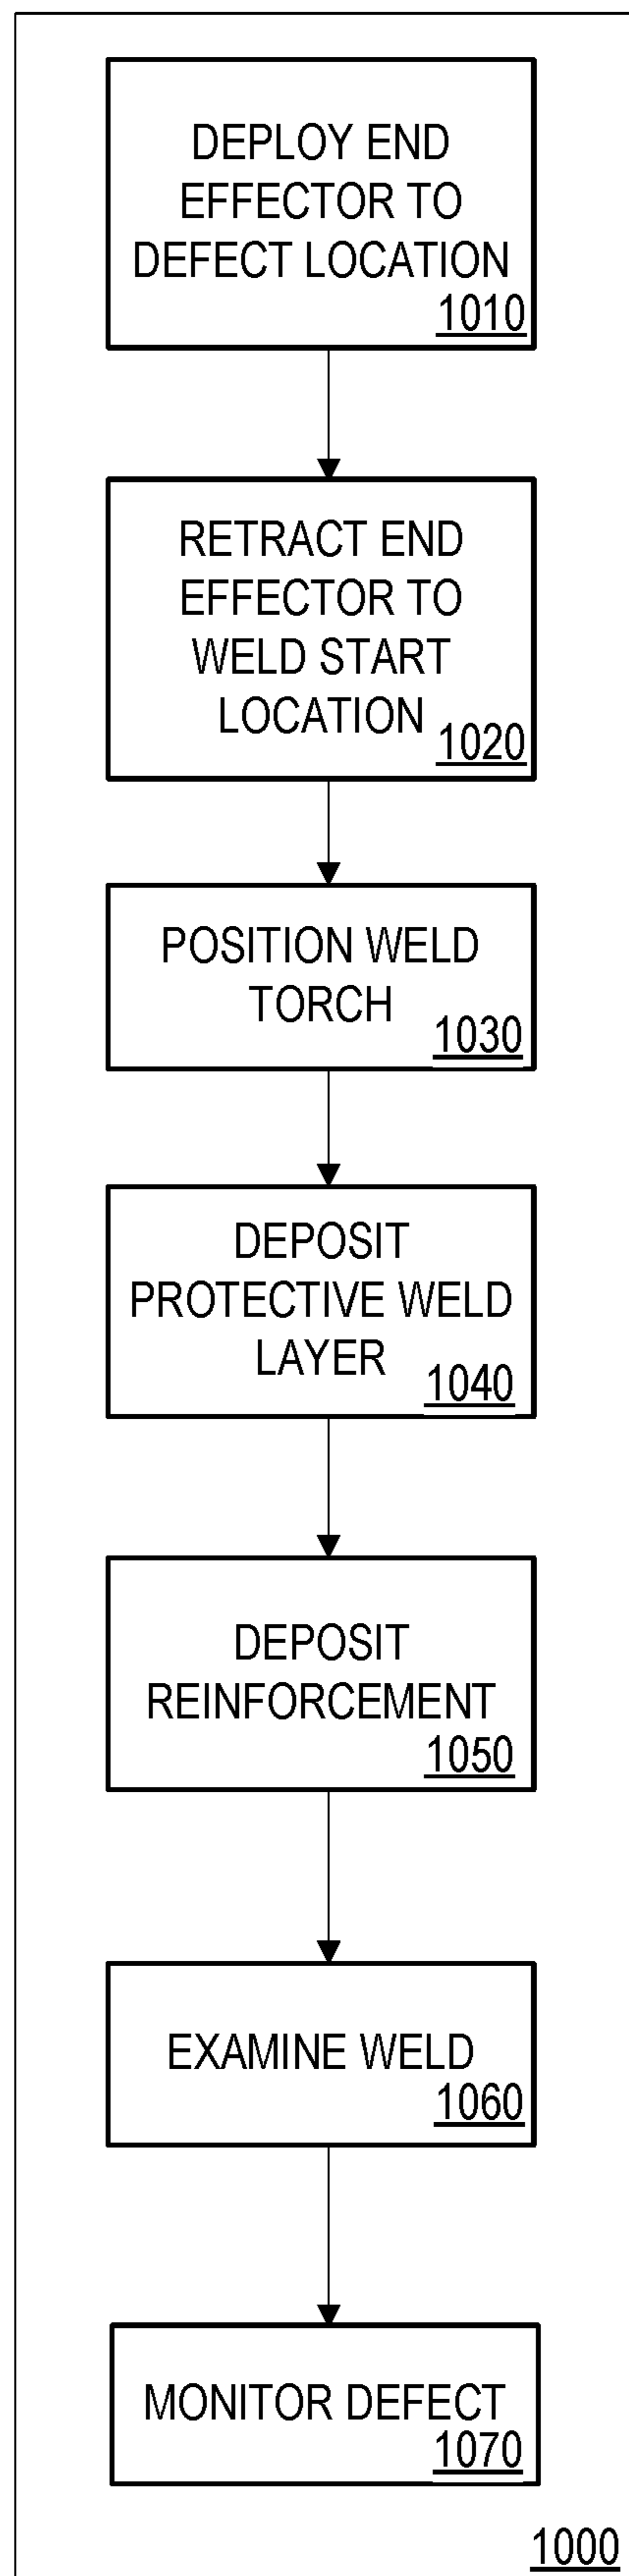 DEPLOY END
EFFECTOR TO
DEFECT LOCATION
1010
RETRACT END
EFFECTOR TO
WELD START
LOCATION
1020
POSITION WELD
TORCH
1030
DEPOSIT
PROTECTIVE WELD
LAYER
1040
DEPOSIT
REINFORCEMENT
1050
EXAMINE WELD
1060
MONITOR DEFECT
1070
1000